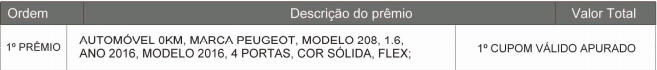 Ordem Descrição do prêmio Valor Total
1º PRÊMIO AUTOMÓVEL 0KM, MARCA PEUGEOT, MODELO 208, 1.6,
ANO 2016, MODELO 2016, 4 PORTAS, COR SÓLIDA, FLEX; 1º CUPOM VÁLIDO APURADO